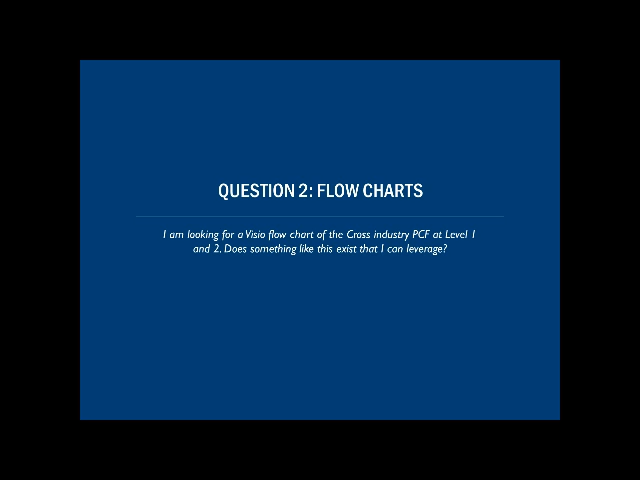 QUESTION 2: FLOW CHARTS
I am looking for a Visio flow chart of the Cross industry PCF at Level 1
and 2. Does something like this exist that I can leverage?